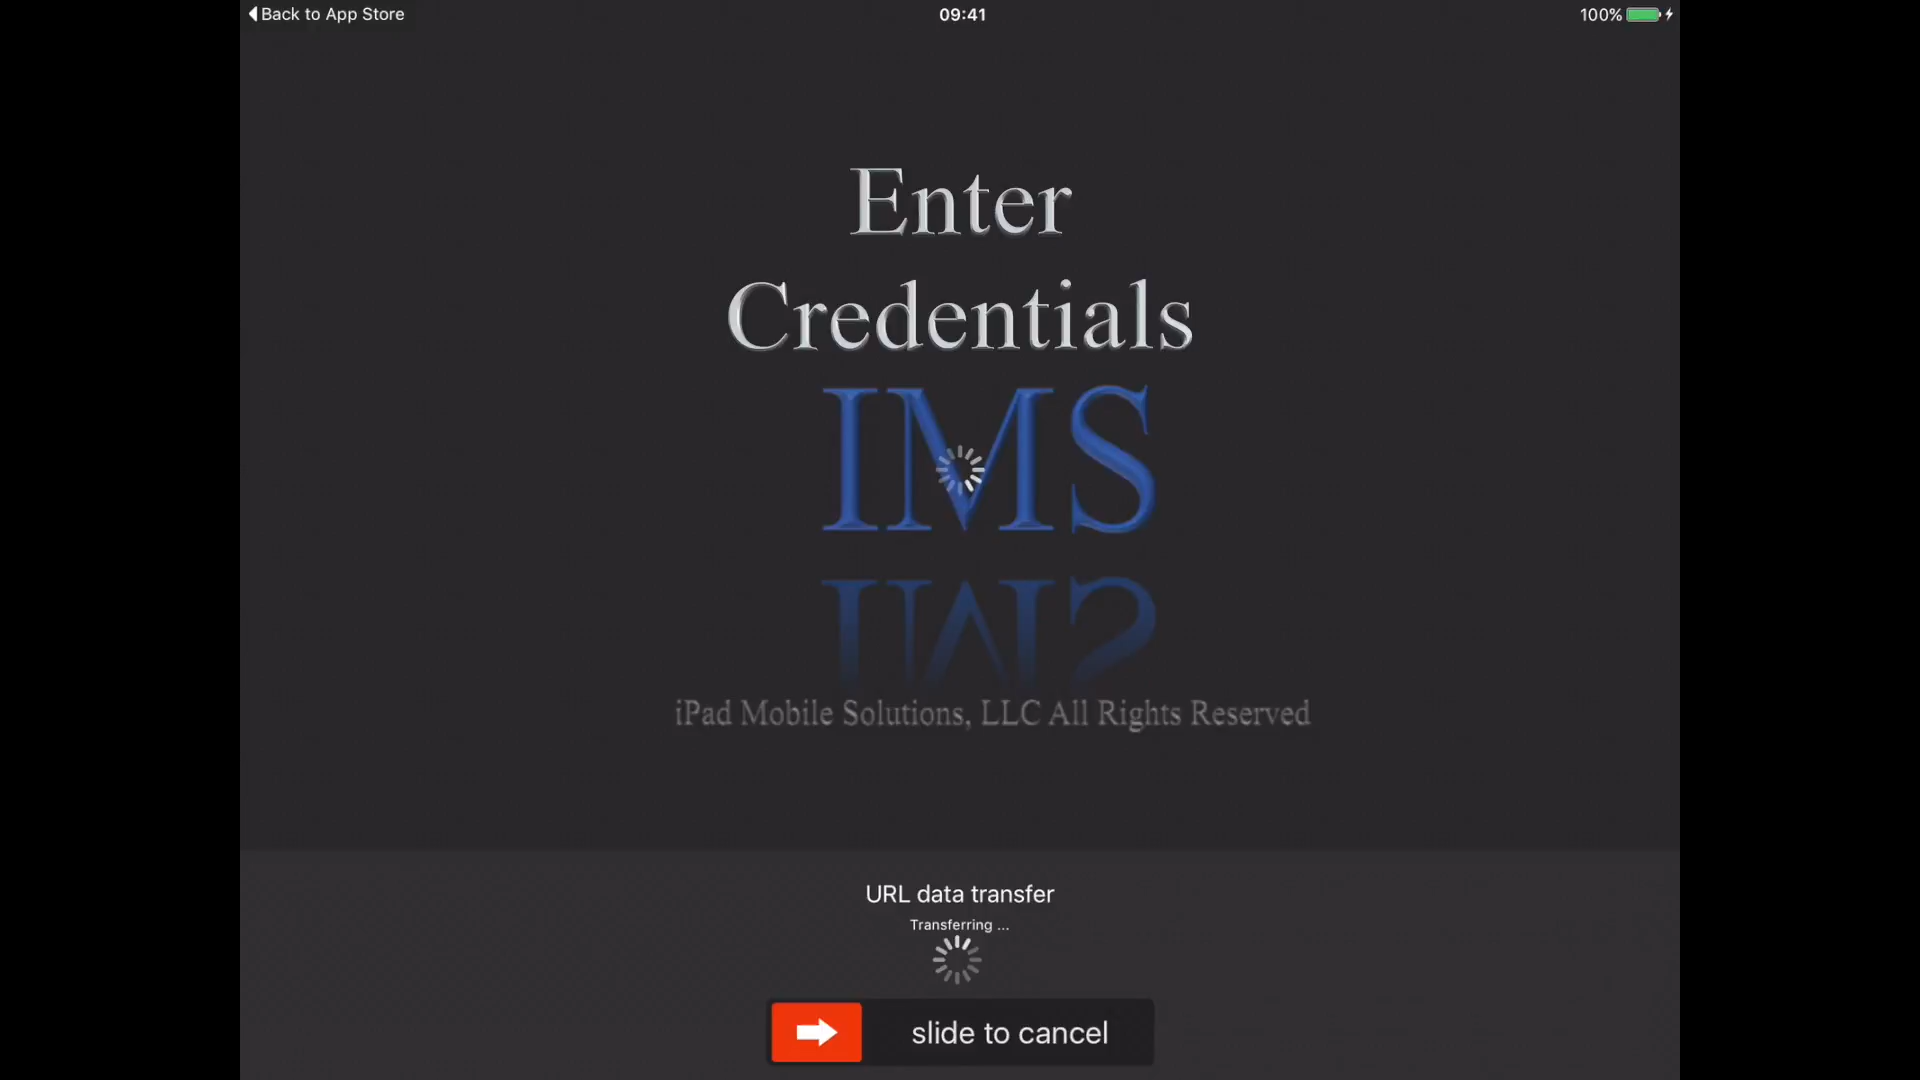 Back to App Store
09:41
100%
Enter
Credentials
IMS
iPad Mobile Solutions, LLC All Rights Reserved
URL data transfer
Transferring ...
slide to cancel